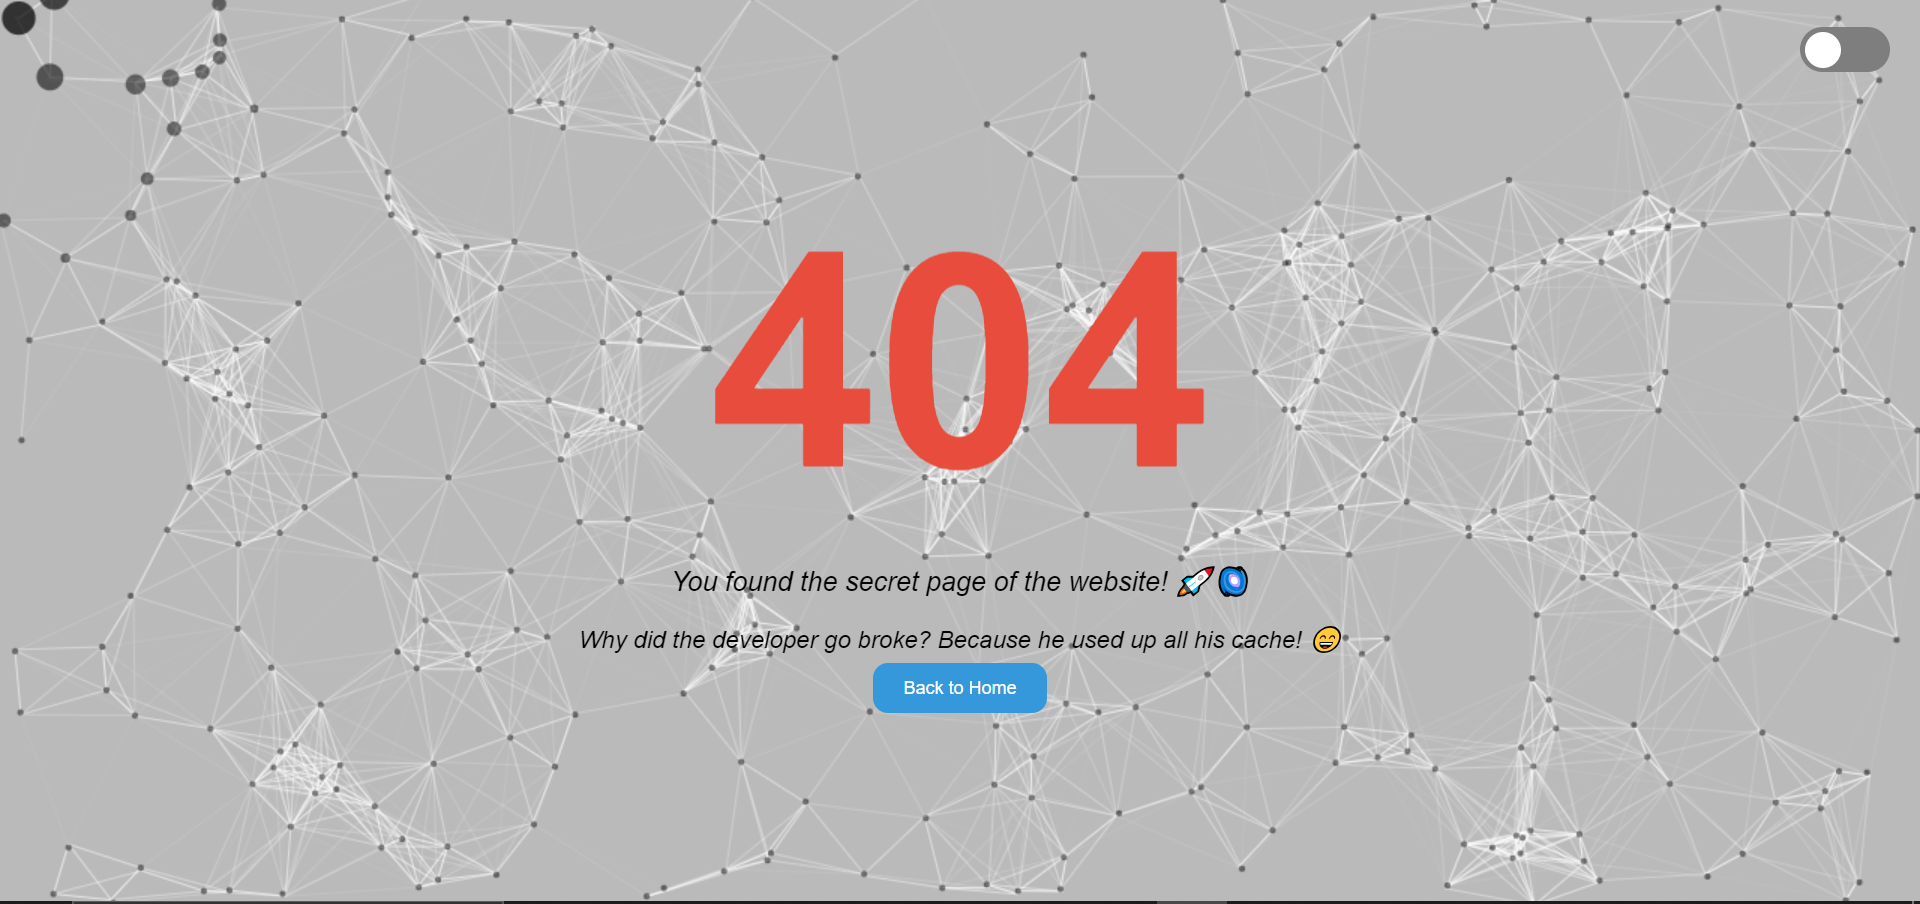 404
You found the secret page of the website! 🚀🌀
Why did the developer go broke? Because he used up all his cache! 😄
Back to Home